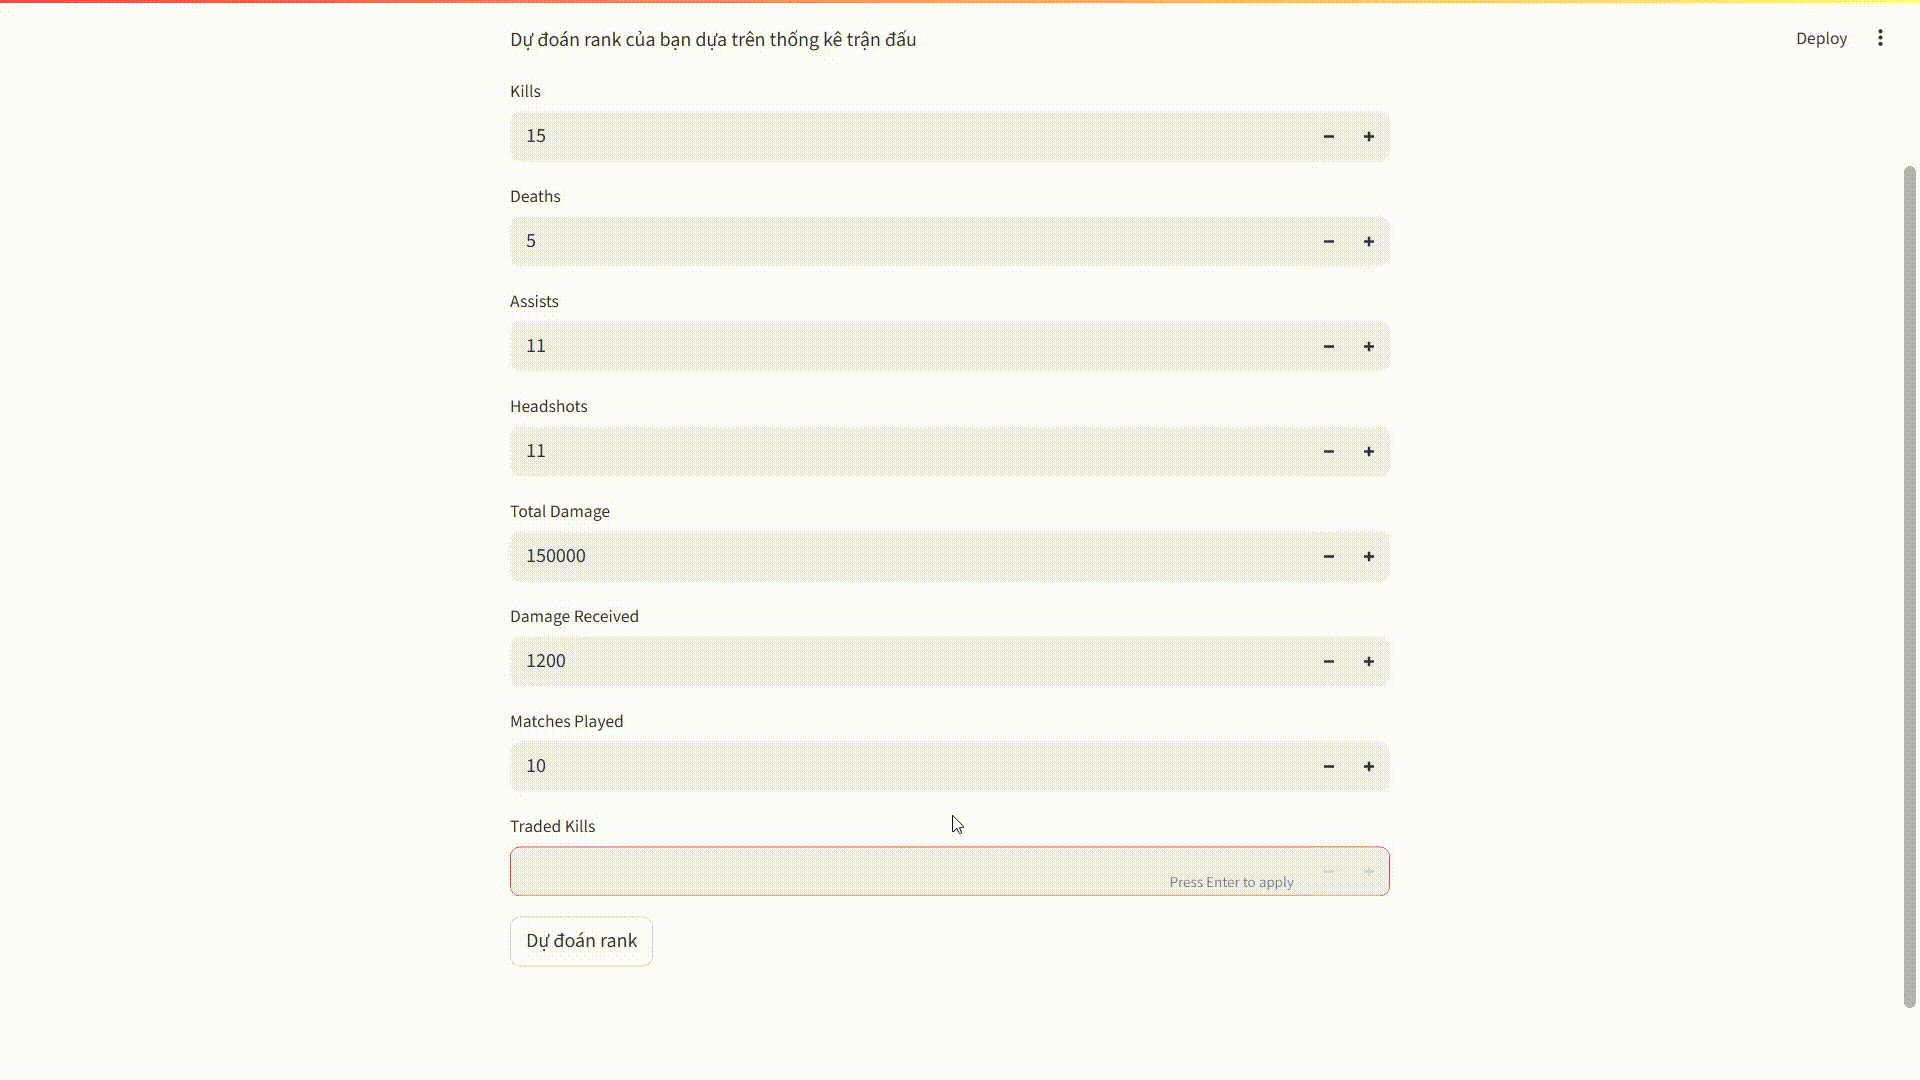 Dự đoán rank của bạn dựa trên thống kê trận đấu
Deploy
Kills
15
Deaths
5
Assists
11
Headshots
11
Total Damage
150000
Damage Received
1200
Matches Played
10
Traded Kills
Press Enter to apply
Dự đoán rank